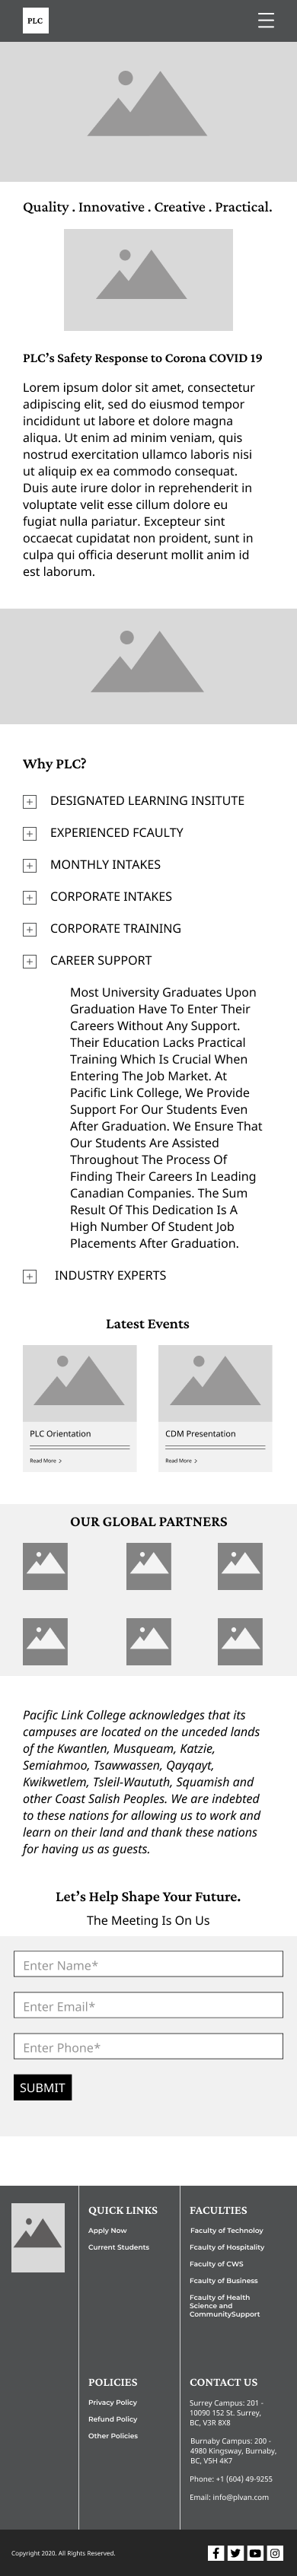 PLC
Quality . Innovative . Creative . Practical.
PLC's Safety Response to Corona COVID 19
Lorem ipsum dolor sit amet, consectetur
adipiscing elit, sed do eiusmod tempor
incididunt ut labore et dolore magna
aliqua. Ut enim ad minim veniam, quis
nostrud exercitation ullamco laboris nisi
ut aliquip ex ea commodo consequat.
Duis aute irure dolor in reprehenderit in
voluptate velit esse cillum dolore eu
fugiat nulla pariatur. Excepteur sint
occaecat cupidatat non proident, sunt in
culpa qui officia deserunt mollit anim id
est laborum.
Why PLC?
DESIGNATED LEARNING INSITUTE
EXPERIENCED FCAULTY
MONTHLY INTAKES
CORPORATE INTAKES
CORPORATE TRAINING
CAREER SUPPORT
Most University Graduates Upon
Graduation Have To Enter Their
Careers Without Any Support.
Their Education Lacks Practical
Training Which Is Crucial When
Entering The Job Market. At
Pacific Link College, We Provide
Support For Our Students Even
After Graduation. We Ensure That
Our Students Are Assisted
Throughout The Process Of
Finding Their Careers In Leading
Canadian Companies. The Sum
Result Of This Dedication Is A
High Number Of Student Job
Placements After Graduation.
INDUSTRY EXPERTS
Latest Events
PLC Orientation
Read More
CDM Presentation
Read More
OUR GLOBAL PARTNERS
Pacific Link College acknowledges that its
campuses are located on the unceded lands
of the Kwantlen, Musqueam, Katzie,
Semiahmoo, Tsawwassen, Qayqayt,
Kwikwetlem, Tsleil-Waututh, Squamish and
other Coast Salish Peoples. We are indebted
to these nations for allowing us to work and
learn on their land and thank these nations
for having us as guests.
Let's Help Shape Your Future.
The Meeting Is On Us
Enter Name*
Enter Email*
Enter Phone*
SUBMIT
QUICK LINKS
Apply Now
Current Students
FACULTIES
Faculty of Technoloy
Fcaulty of Hospitality
Fcaulty of CWS
Fcaulty of Business
Fcaulty of Health
Science and
CommunitySupport
POLICIES
Privacy Policy
Refund Policy
Other Policies
CONTACT US
Surrey Campus: 201 -
10090 152 St. Surrey,
BC, V3R 8X8
Burnaby Campus: 200 -
4980 Kingsway, Burnaby,
BC, V5H 4K7
Phone: +1 (604) 49-9255
Email: info@plvan.com
Copyright 2020. All Rights Reserved.